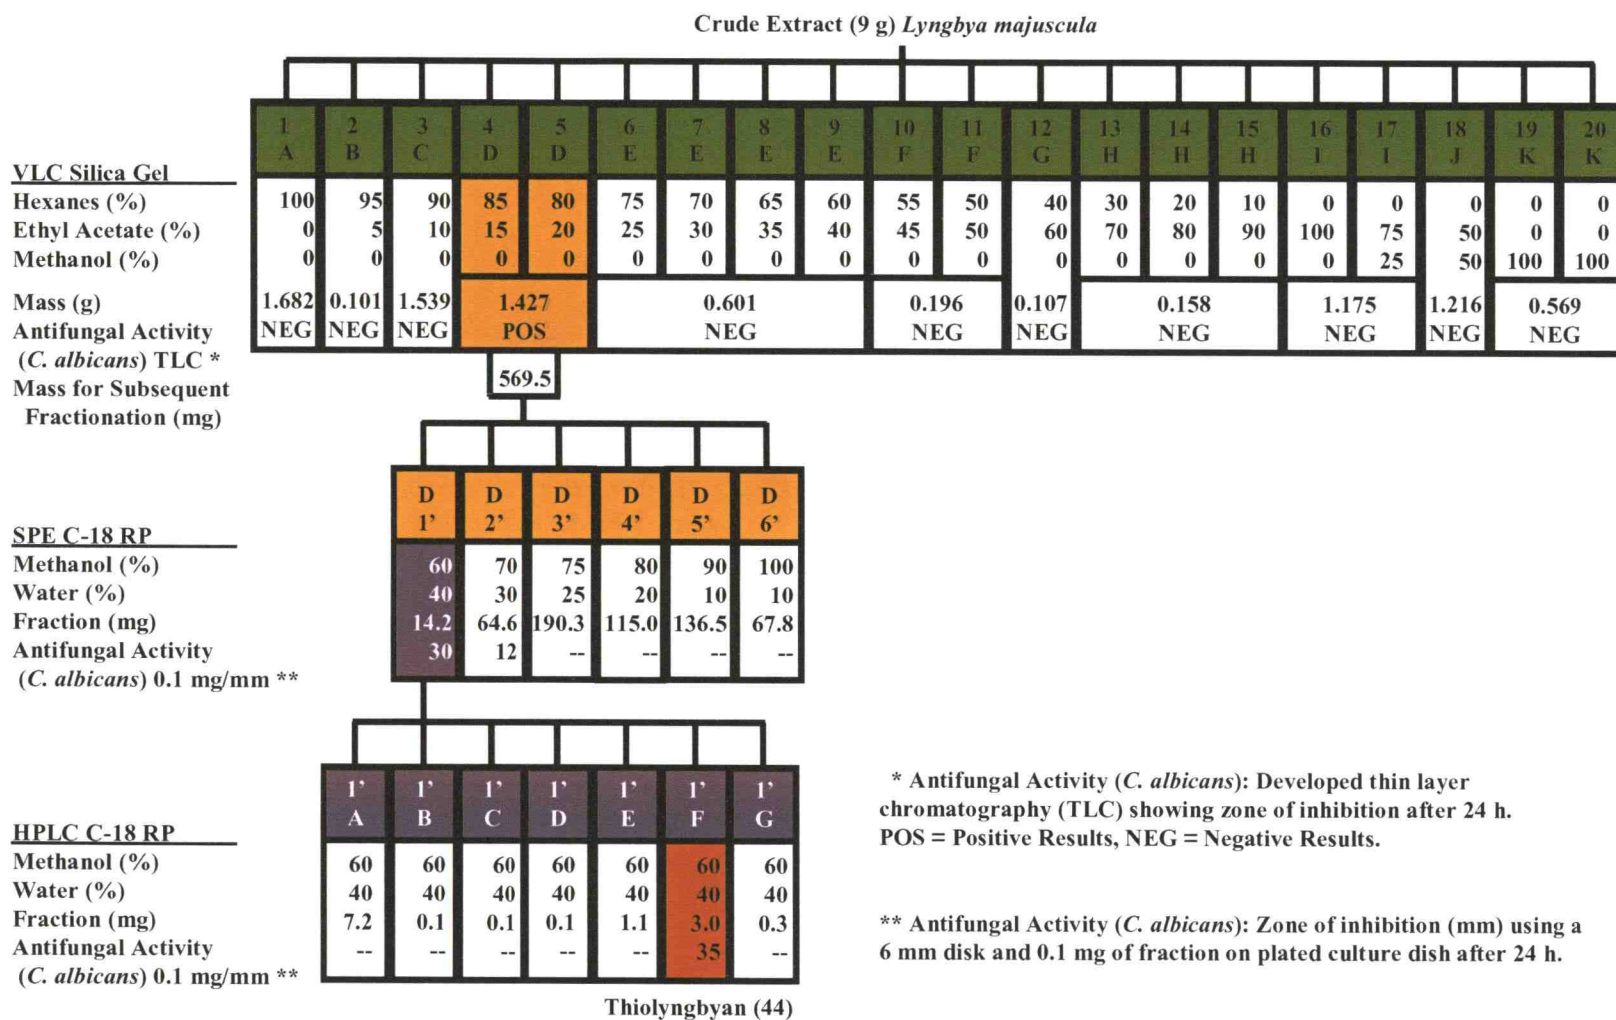 Crude Extract (9 g) Lyngbya majuscula
1 2 3 4 5 6 7 8 9 10 11 12 13 14 15 16 17 18 19 20
A B C D D E E E E F F G H H H I I J K K
VLC Silica Gel
Hexanes (%) 100 95 90 85 80 75 70 65 60 55 50 40 30 20 10 0 0 0 0 0
Ethyl Acetate (%) 0 5 10 15 20 25 30 35 40 45 50 60 70 80 90 100 75 50 0 0
Methanol (%) 0 0 0 0 0 0 0 0 0 0 0 0 0 0 0 0 25 50 100 100
Mass (g) 1.682 0.101 1.539 1.427 0.601 0.196 0.107 0.158 1.175 1.216 0.569
Antifungal Activity NEG NEG NEG POS NEG NEG NEG NEG NEG NEG NEG
(C. albicans) TLC *
Mass for Subsequent 569.5
Fractionation (mg)
D D D D D D
1’ 2’ 3’ 4’ 5’ 6’
SPE C-18 RP
Methanol (%) 60 70 75 80 90 100
Water (%) 40 30 25 20 10 10
Fraction (mg) 14.2 64.6 190.3 115.0 136.5 67.8
Antifungal Activity 30 12 -- -- -- --
(C. albicans) 0.1 mg/mm **
1’ 1’ 1’ 1’ 1’ 1’ 1’
A B C D E F G
HPLC C-18 RP
Methanol (%) 60 60 60 60 60 60 60
Water (%) 40 40 40 40 40 40 40
Fraction (mg) 7.2 0.1 0.1 0.1 1.1 3.0 0.3
Antifungal Activity -- -- -- -- -- 35 --
(C. albicans) 0.1 mg/mm **
Thiolyngbyan (44)
* Antifungal Activity (C. albicans): Developed thin layer
chromatography (TLC) showing zone of inhibition after 24 h.
POS = Positive Results, NEG = Negative Results.
** Antifungal Activity (C. albicans): Zone of inhibition (mm) using a
6 mm disk and 0.1 mg of fraction on plated culture dish after 24 h.